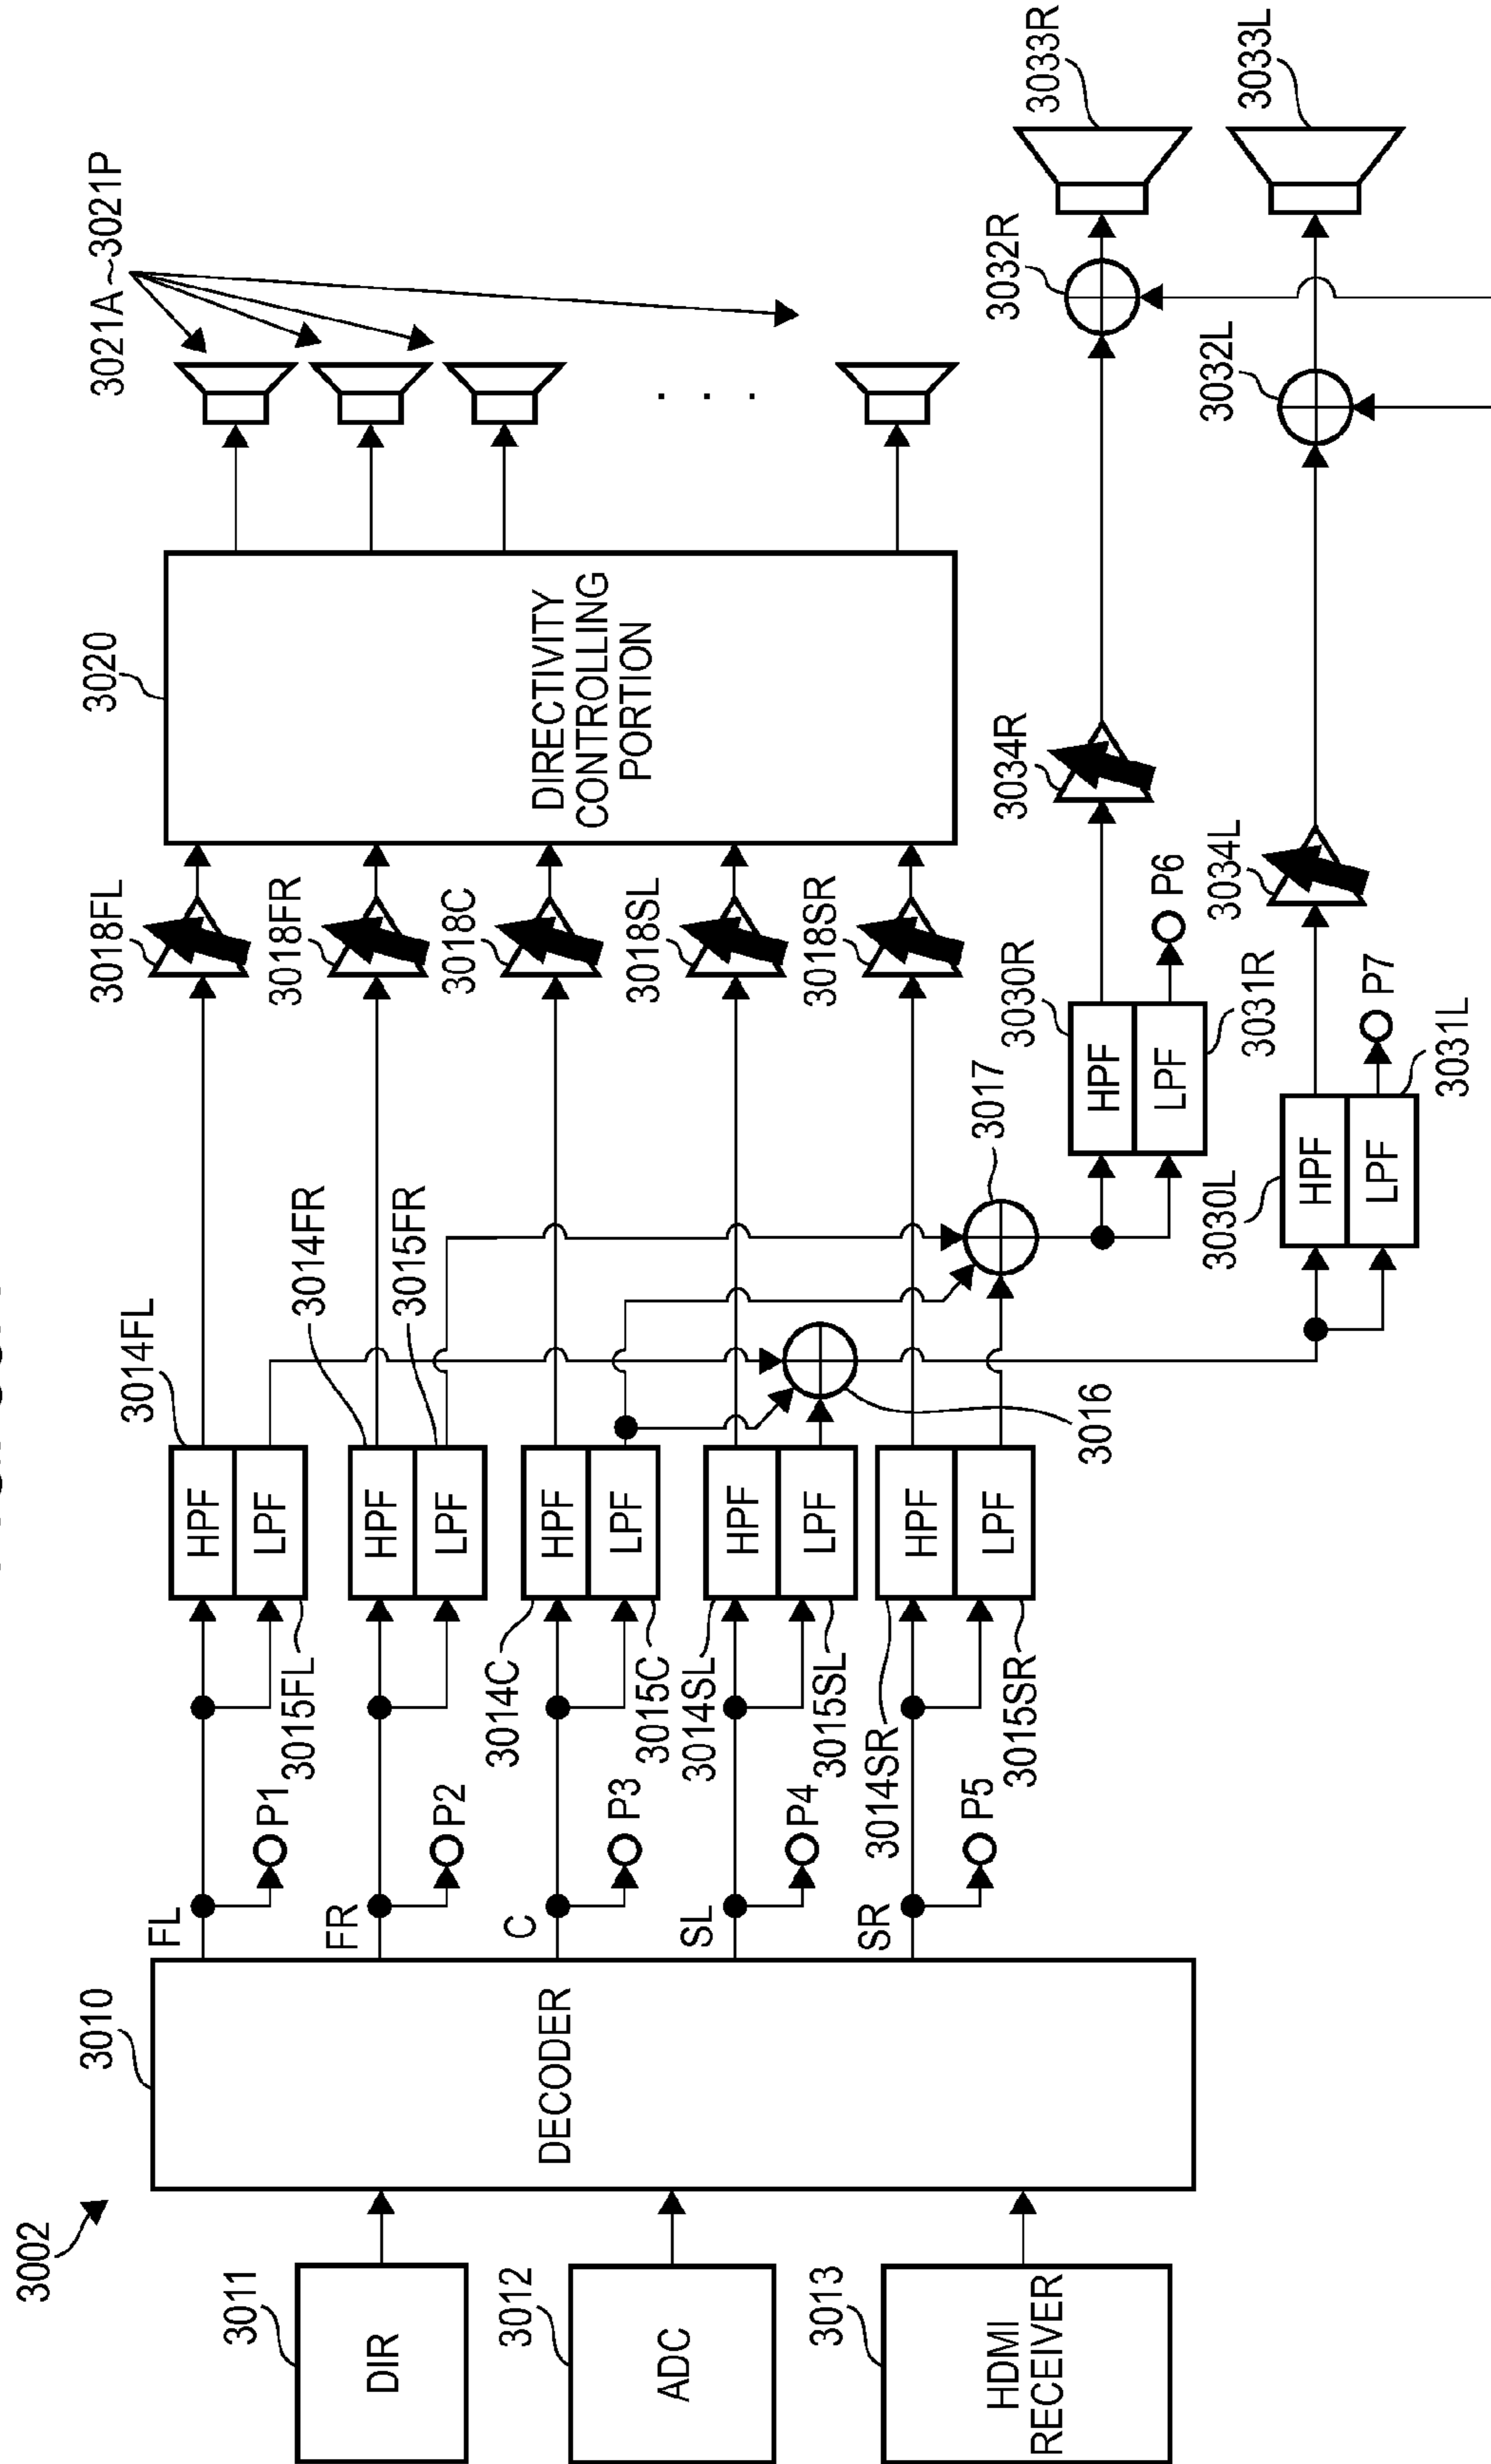 3002
3011
DIR
3012
ADC
3013
HDMI
RECEIVER
3010
DECODER
FL
FR
C
SL
SR
P1
P2
P3
P4
P5
3014FL
HPF
LPF
3015FL
3014FR
HPF
LPF
3015FR
3014C
HPF
LPF
3015C
3014SL
HPF
LPF
3015SL
3014SR
HPF
LPF
3015SR
3016
3017
3018FL
3018FR
3018C
3018SL
3018SR
3020
DIRECTIVITY
CONTROLLING
PORTION
3021A~3021P
3030R
HPF
LPF
3031R
P6
3030L
HPF
LPF
3031L
P7
3034R
3034L
3032R
3032L
3033R
3033L